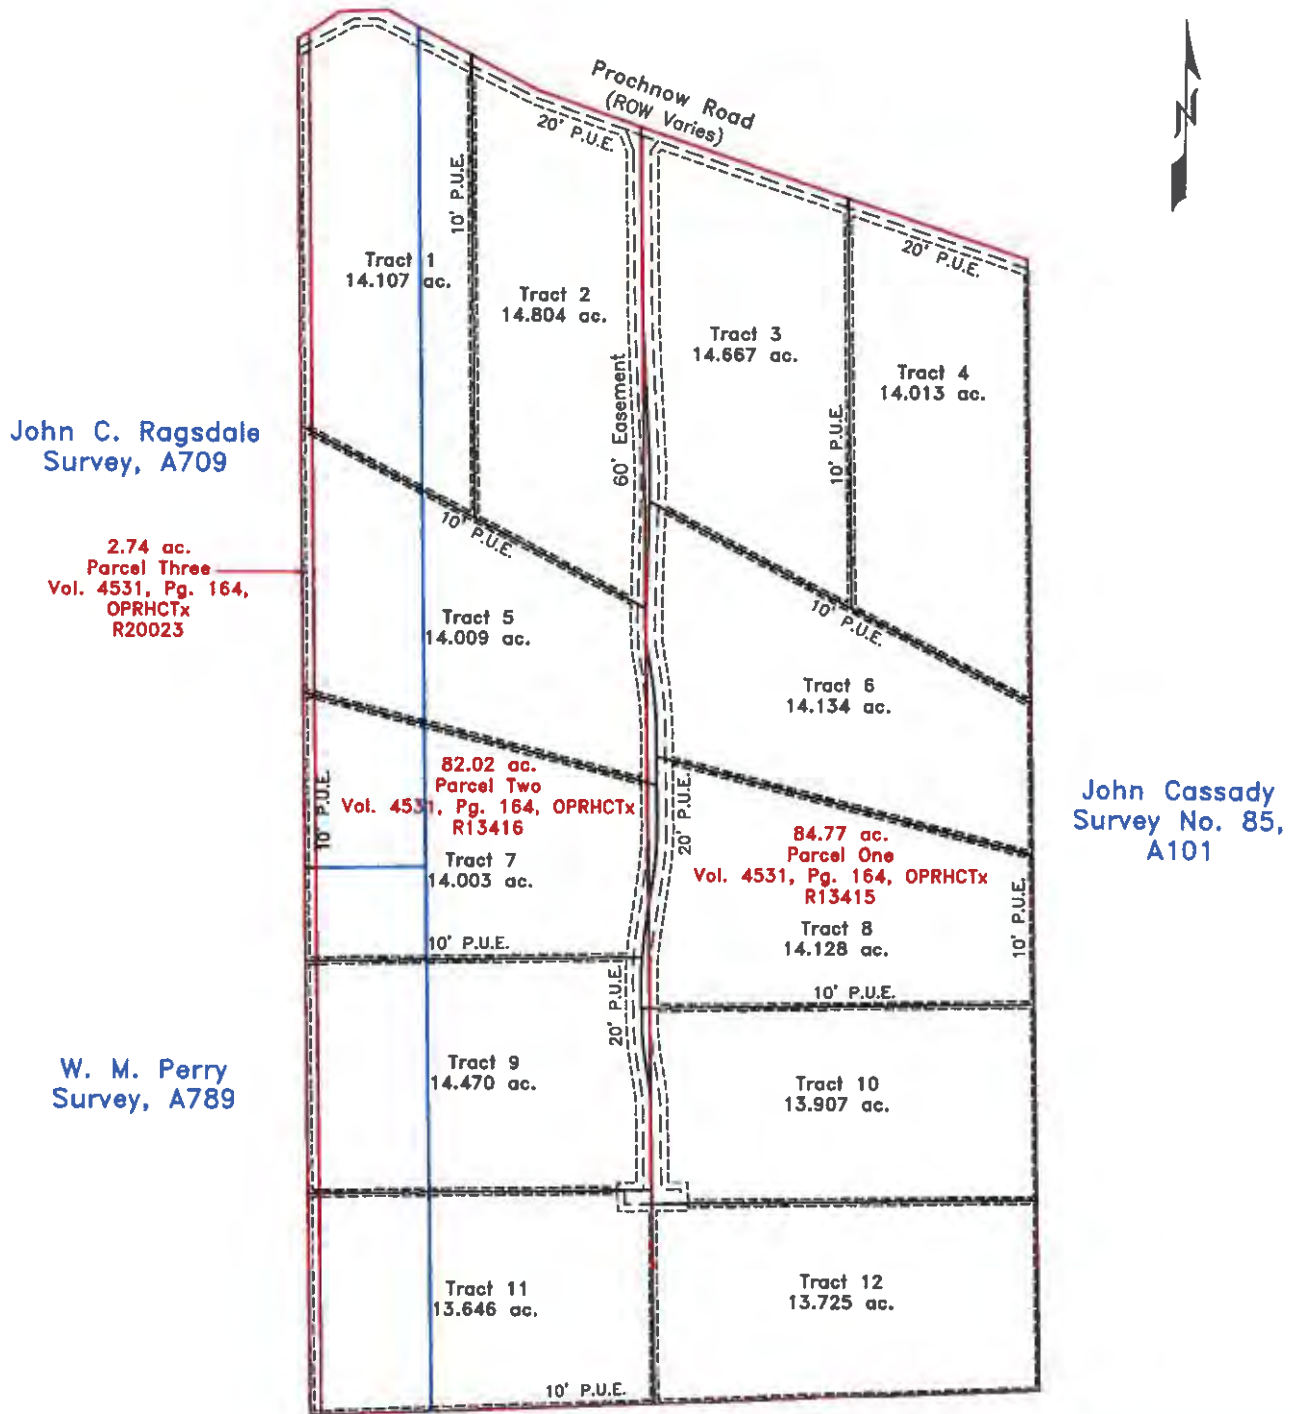 N
Prochnow Road
(ROW Varies)
20' P.U.E.
10' P.U.E.
20' P.U.E.
Tract 1
14.107 ac.
Tract 2
14.804 ac.
Tract 3
14.667 ac.
Tract 4
14.013 ac.
60' Easement
10' P.U.E.
John C. Ragsdale
Survey, A709
10' P.U.E.
2.74 ac.
Parcel Three
Vol. 4531, Pg. 164,
OPRHCTx
R20023
10' P.U.E.
Tract 5
14.009 ac.
Tract 6
14.134 ac.
82.02 ac.
Parcel Two
Vol. 4531, Pg. 164, OPRHCTx
R13416
10' P.U.E.
20' P.U.E.
John Cassady
Survey No. 85,
A101
84.77 ac.
Parcel One
Vol. 4531, Pg. 164, OPRHCTx
R13415
Tract 7
14.003 ac.
Tract 8
14.128 ac.
10' P.U.E.
10' P.U.E.
10' P.U.E.
20' P.U.E.
W. M. Perry
Survey, A789
Tract 9
14.470 ac.
Tract 10
13.907 ac.
Tract 11
13.646 ac.
Tract 12
13.725 ac.
10' P.U.E.